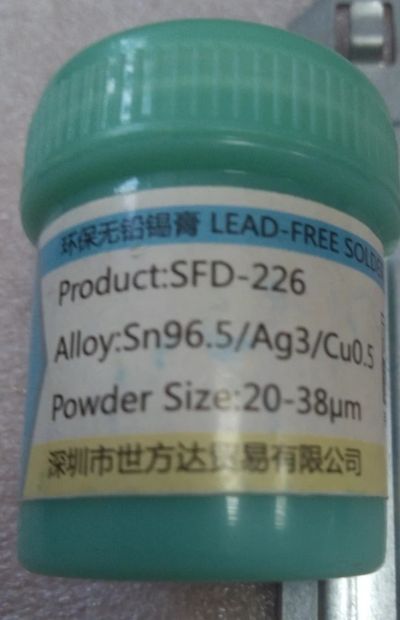 环保无铅锡膏 LEAD-FREE SOLDER
Product:SFD-226
Alloy:Sn96.5/Ag3/Cu0.5
Powder Size:20-38μm
深圳市世方达贸易有限公司